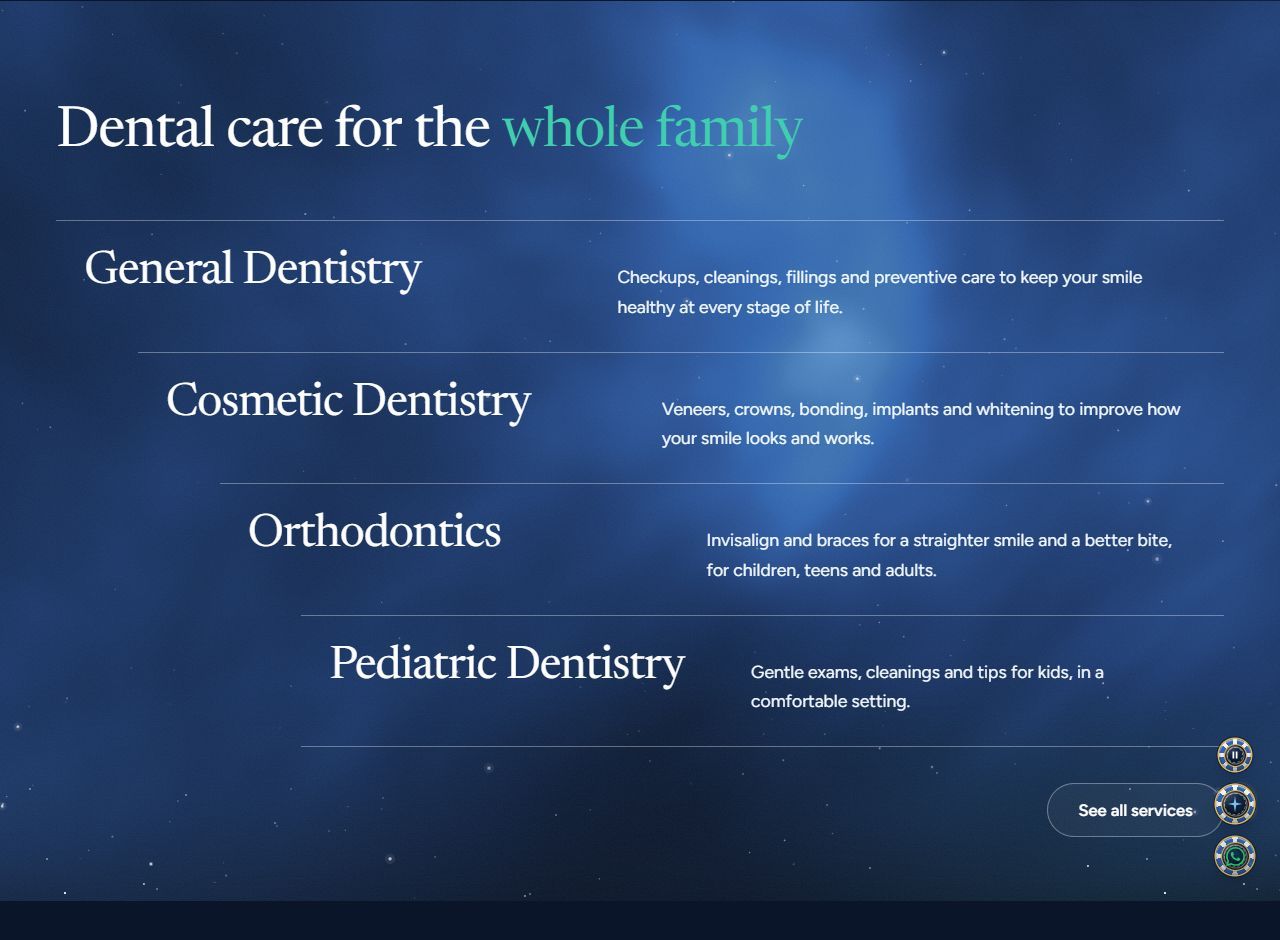 Dental care for the whole family
General Dentistry
Checkups, cleanings, fillings and preventive care to keep your smile
healthy at every stage of life.
Cosmetic Dentistry
Veneers, crowns, bonding, implants and whitening to improve how
your smile looks and works.
Orthodontics
Invisalign and braces for a straighter smile and a better bite,
for children, teens and adults.
Pediatric Dentistry
Gentle exams, cleanings and tips for kids, in a
comfortable setting.
See all services